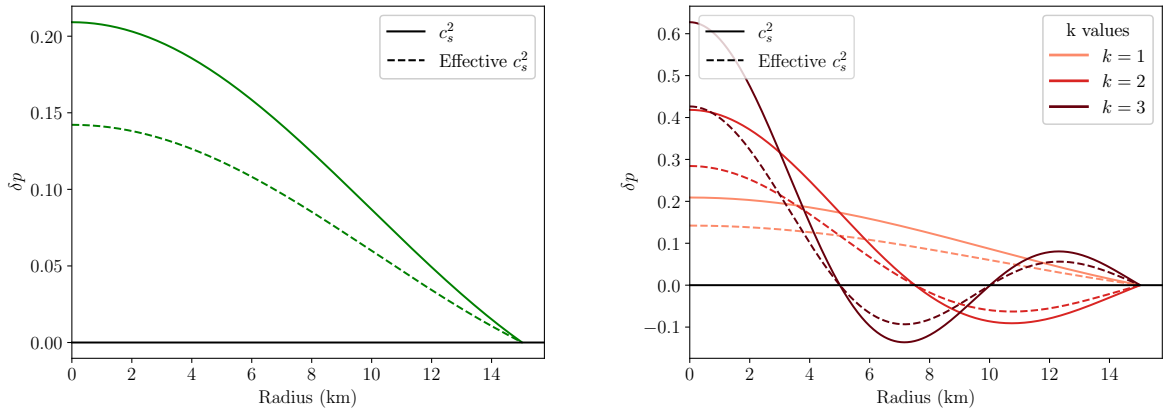 0.20
0.15
0.10
0.05
0.00
δp
0 2 4 6 8 10 12 14
Radius (km)
c_s^2
Effective c_s^2
0.6
0.5
0.4
0.3
0.2
0.1
0.0
−0.1
δp
0 2 4 6 8 10 12 14
Radius (km)
c_s^2
Effective c_s^2
k values
k = 1
k = 2
k = 3